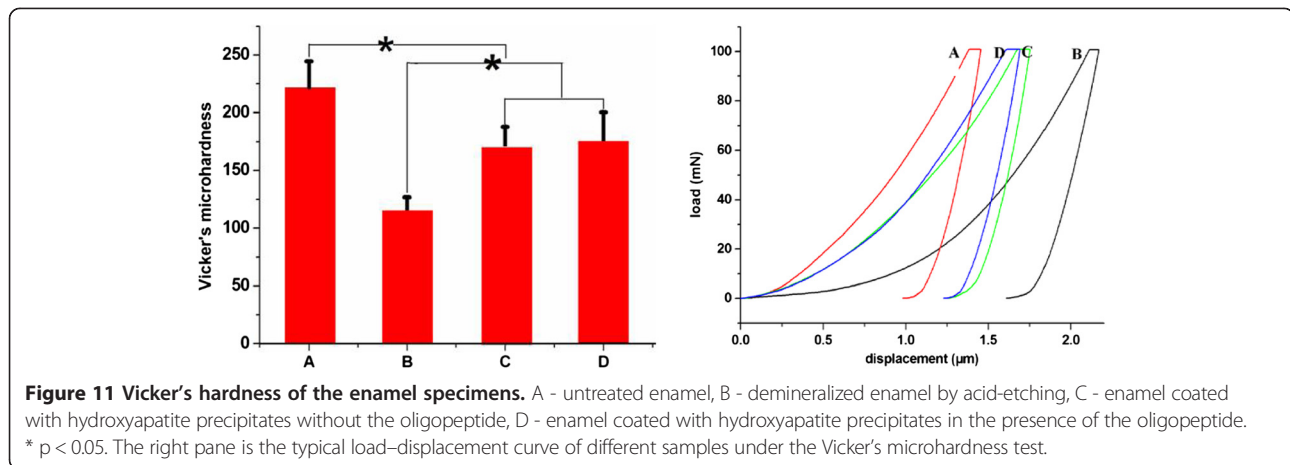 250
200
150
100
50
0
Vicker's microhardness
*
*
A B C D
100
80
60
40
20
0
load (mN)
A D C B
0.0 0.5 1.0 1.5 2.0
displacement (µm)
Figure 11 Vicker's hardness of the enamel specimens. A - untreated enamel, B - demineralized enamel by acid-etching, C - enamel coated
with hydroxyapatite precipitates without the oligopeptide, D - enamel coated with hydroxyapatite precipitates in the presence of the oligopeptide.
* p < 0.05. The right pane is the typical load–displacement curve of different samples under the Vicker's microhardness test.